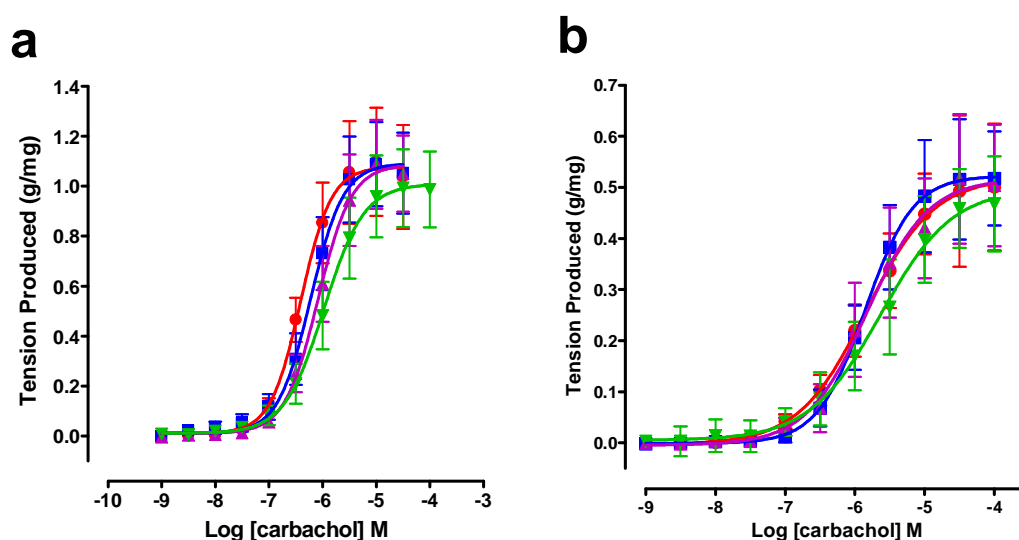 a
b
Tension Produced (g/mg)
1.4
1.2
1.0
0.8
0.6
0.4
0.2
0.0
-10 -9 -8 -7 -6 -5 -4 -3
Log [carbachol] M
Tension Produced (g/mg)
0.7
0.6
0.5
0.4
0.3
0.2
0.1
0.0
-9 -8 -7 -6 -5 -4
Log [carbachol] M